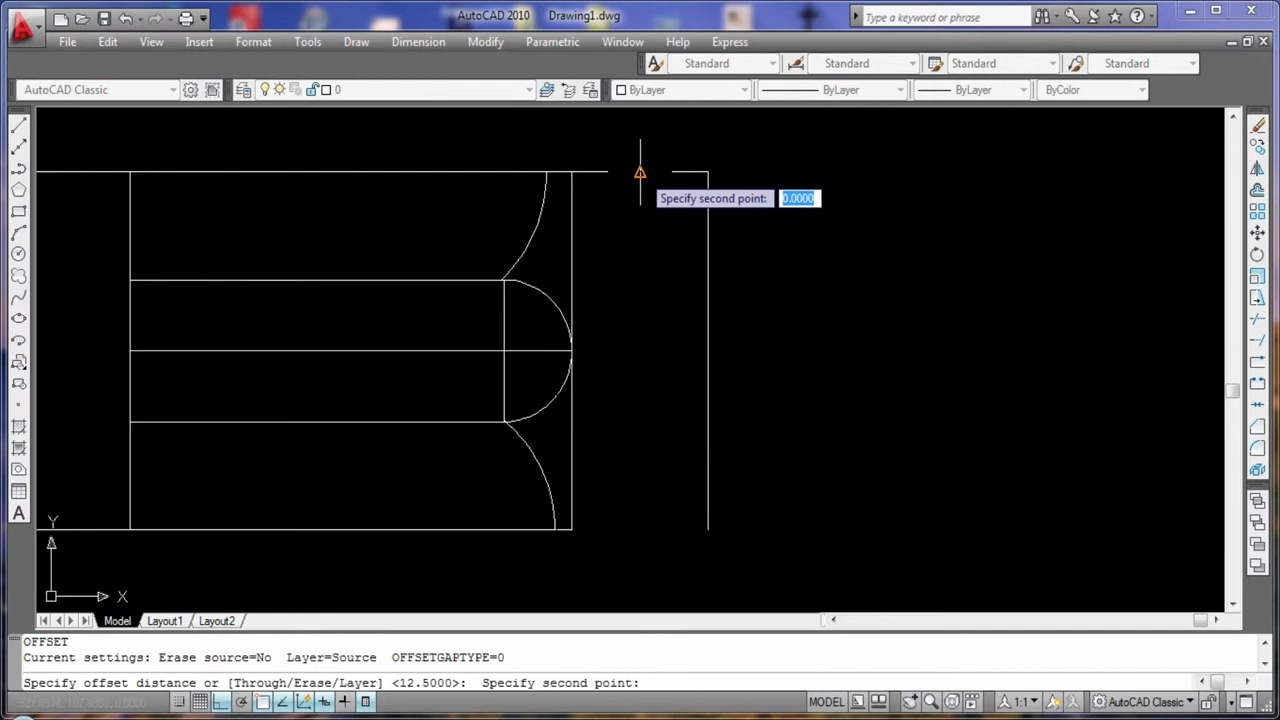 AutoCAD 2010 Drawing1.dwg
Type a keyword or phrase
File Edit View Insert Format Tools Draw Dimension Modify Parametric Window Help Express
Standard Standard Standard Standard
AutoCAD Classic 0 ByLayer ByLayer ByLayer ByColor
Specify second point: 0.0000
Y
X
Model Layout1 Layout2
OFFSET
Current settings: Erase source=No Layer=Source OFFSETGAPTYPE=0
Specify offset distance or [Through/Erase/Layer] <12.5000>: Specify second point:
MODEL 1:1 AutoCAD Classic